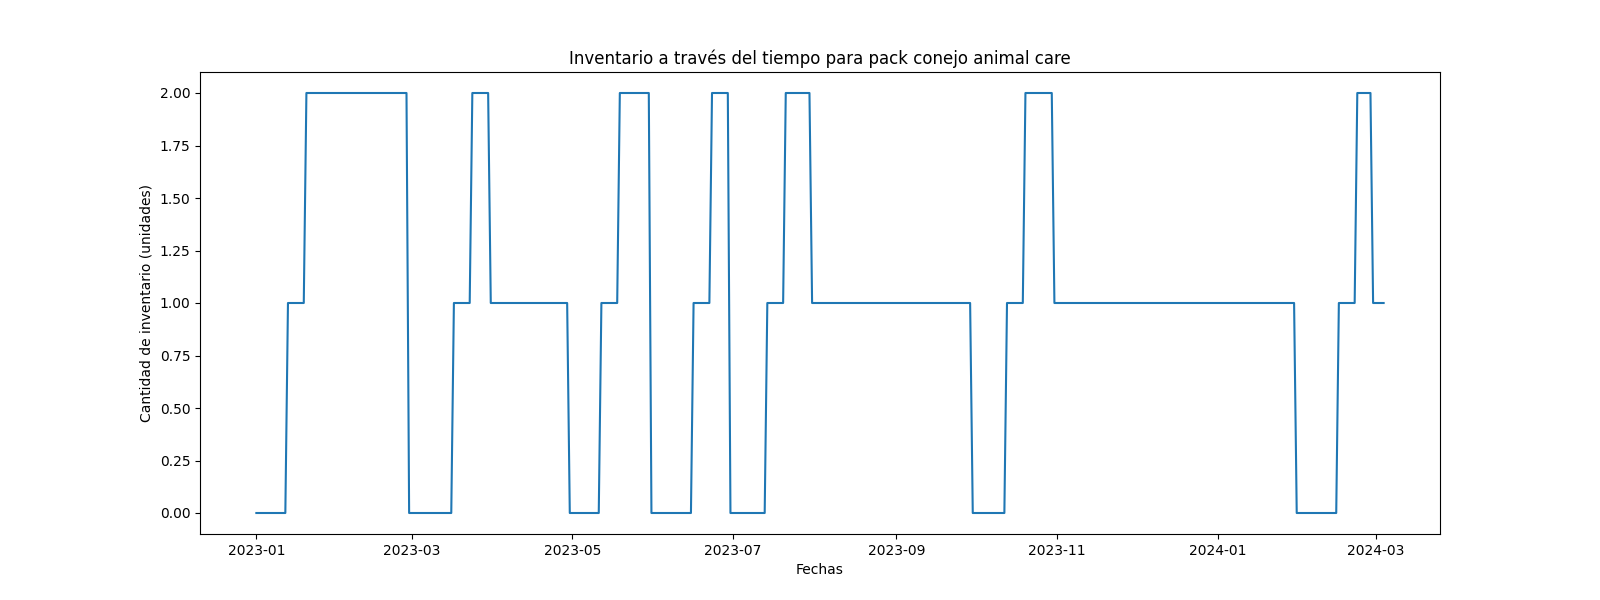 Inventario a través del tiempo para pack conejo animal care
Cantidad de inventario (unidades)
2.00
1.75
1.50
1.25
1.00
0.75
0.50
0.25
0.00
2023-01 2023-03 2023-05 2023-07 2023-09 2023-11 2024-01 2024-03
Fechas